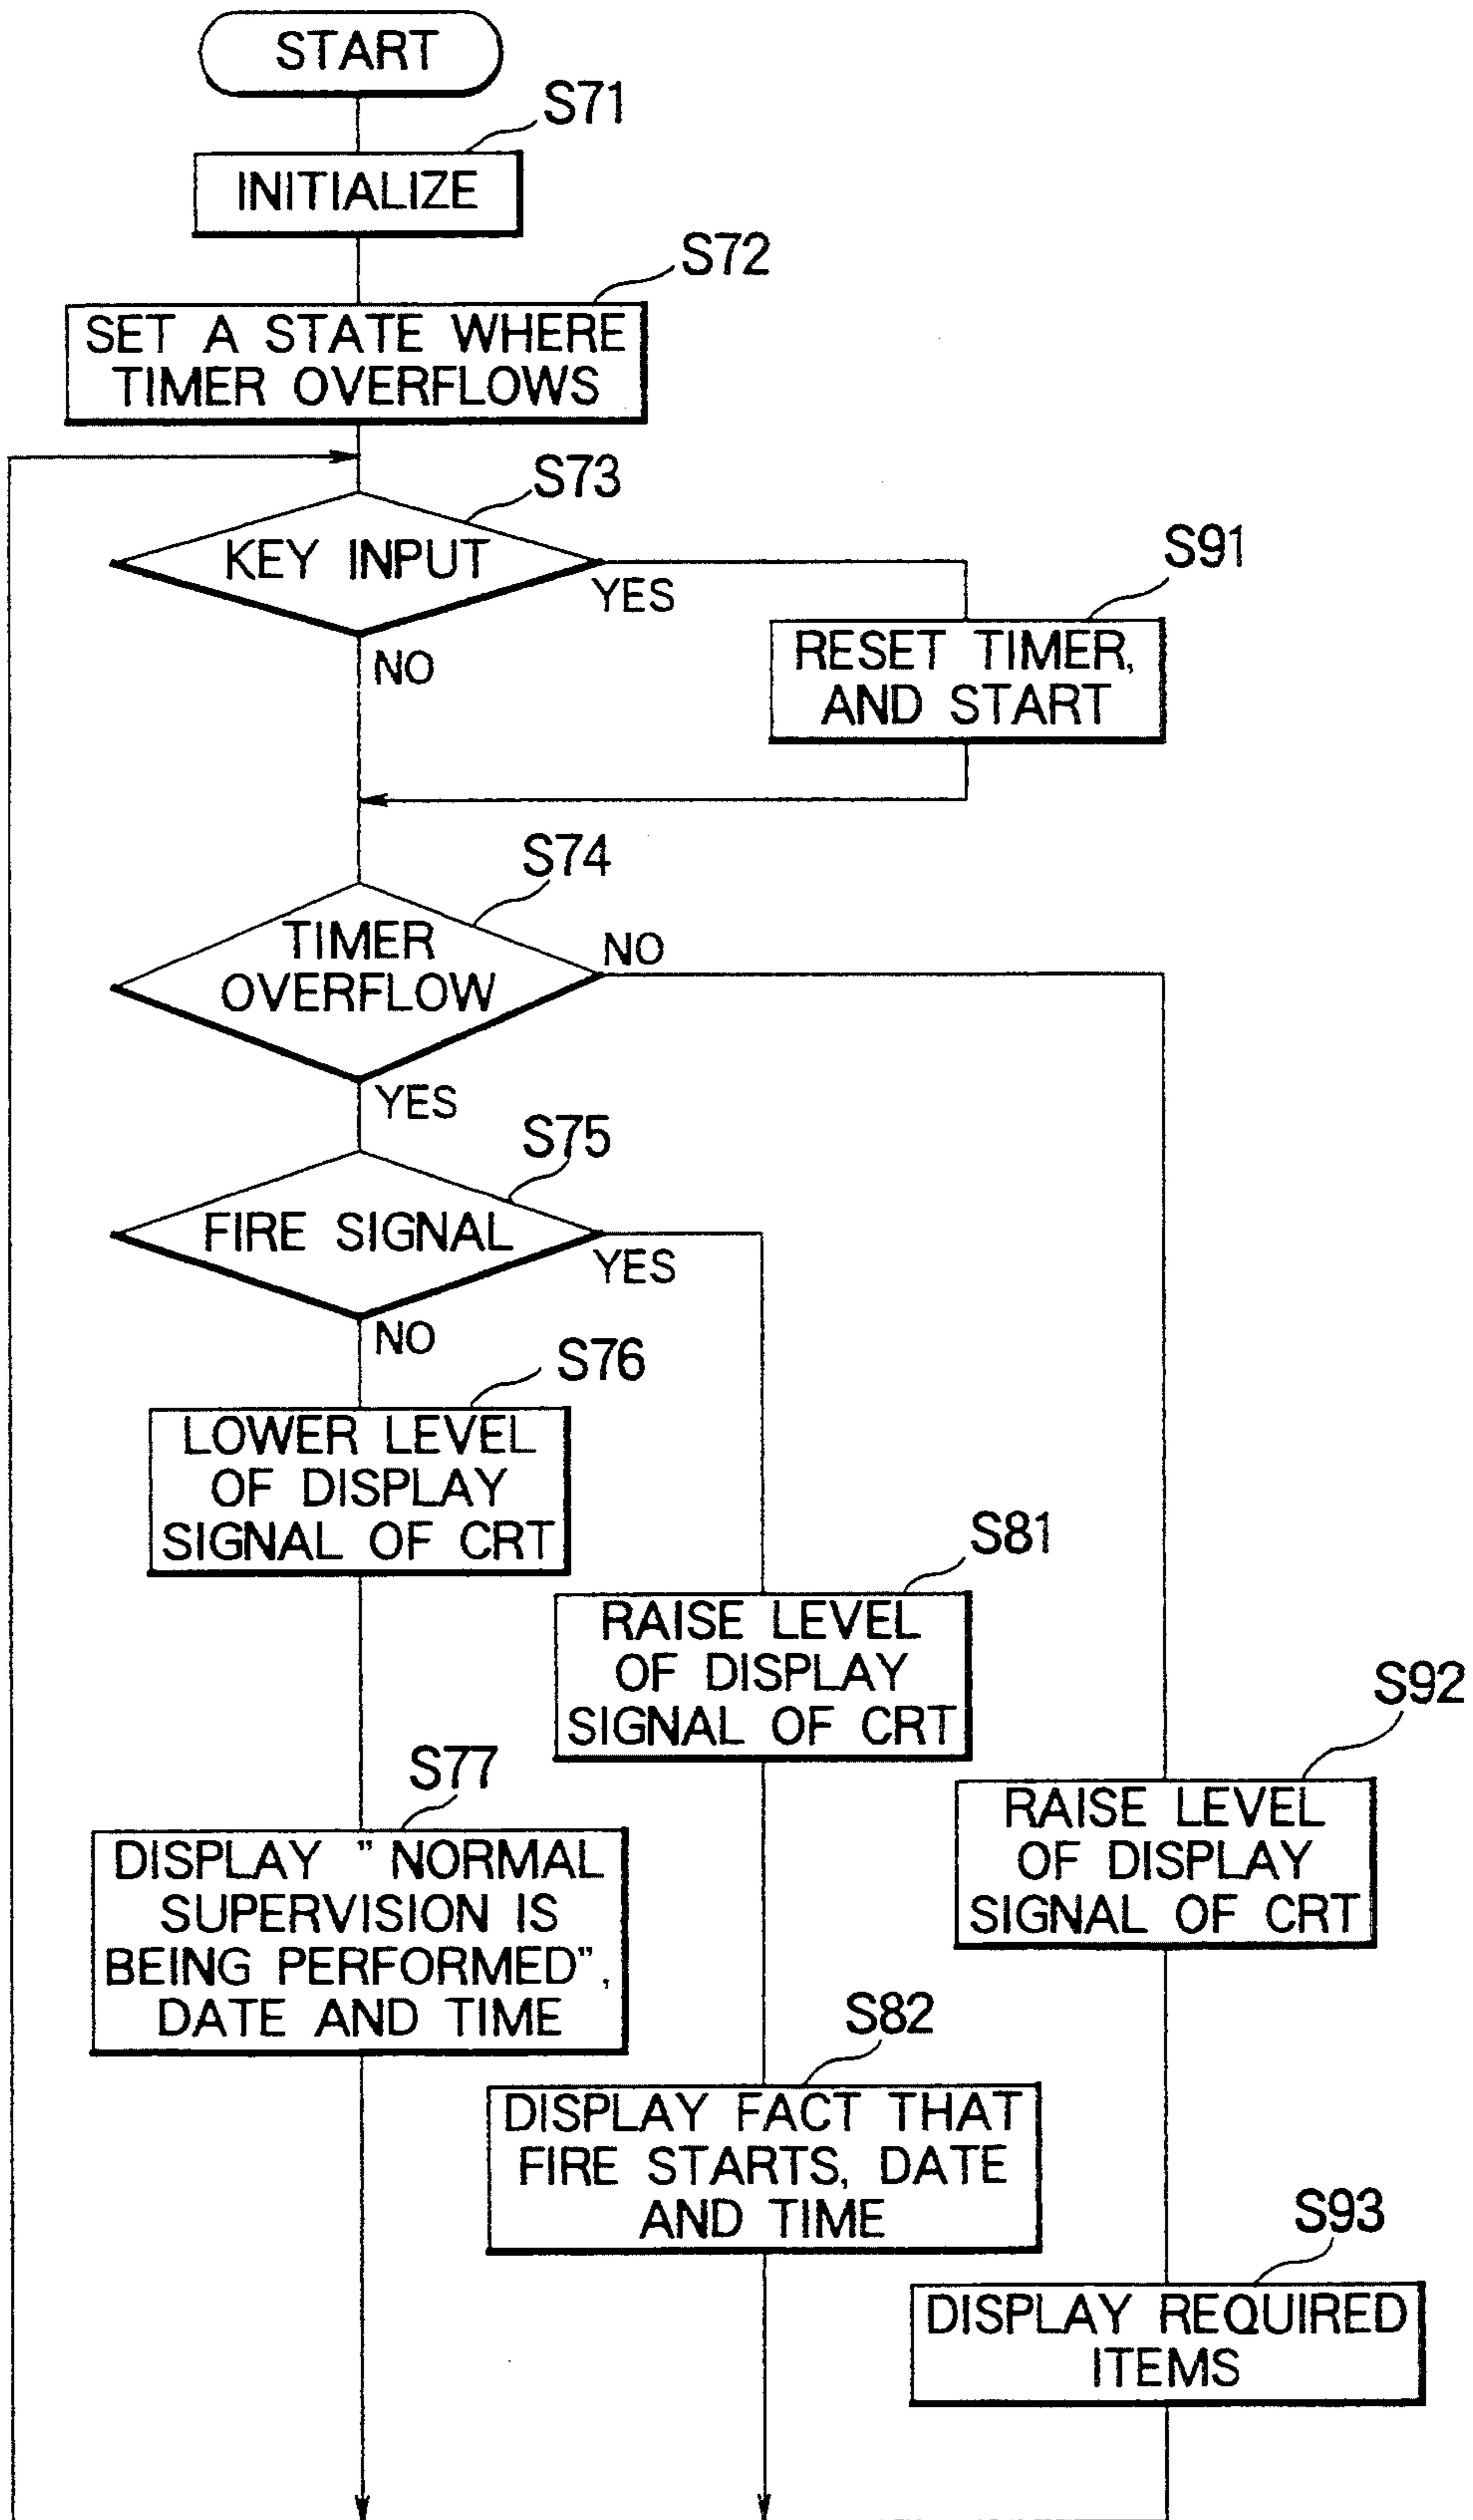 START
S71
INITIALIZE
S72
SET A STATE WHERE
TIMER OVERFLOWS
S73
KEY INPUT
YES
NO
S91
RESET TIMER,
AND START
S74
TIMER
OVERFLOW
NO
YES
S75
FIRE SIGNAL
YES
NO
S76
LOWER LEVEL
OF DISPLAY
SIGNAL OF CRT
S81
RAISE LEVEL
OF DISPLAY
SIGNAL OF CRT
S92
RAISE LEVEL
OF DISPLAY
SIGNAL OF CRT
S77
DISPLAY " NORMAL
SUPERVISION IS
BEING PERFORMED",
DATE AND TIME
S82
DISPLAY FACT THAT
FIRE STARTS, DATE
AND TIME
S93
DISPLAY REQUIRED
ITEMS